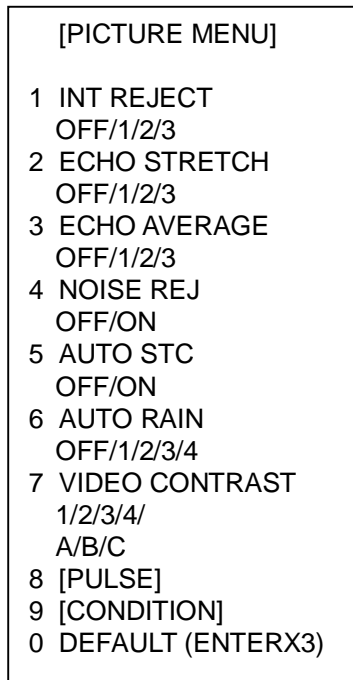 [PICTURE MENU]
1 INT REJECT
OFF/1/2/3
2 ECHO STRETCH
OFF/1/2/3
3 ECHO AVERAGE
OFF/1/2/3
4 NOISE REJ
OFF/ON
5 AUTO STC
OFF/ON
6 AUTO RAIN
OFF/1/2/3/4
7 VIDEO CONTRAST
1/2/3/4/
A/B/C
8 [PULSE]
9 [CONDITION]
0 DEFAULT (ENTERX3)